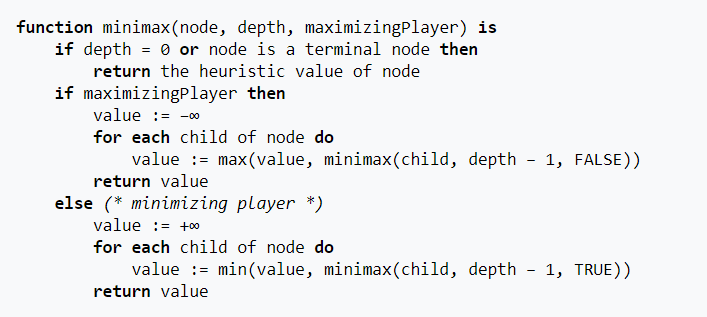 function minimax(node, depth, maximizingPlayer) is
    if depth = 0 or node is a terminal node then
        return the heuristic value of node
    if maximizingPlayer then
        value := −∞
        for each child of node do
            value := max(value, minimax(child, depth − 1, FALSE))
        return value
    else (* minimizing player *)
        value := +∞
        for each child of node do
            value := min(value, minimax(child, depth − 1, TRUE))
        return value